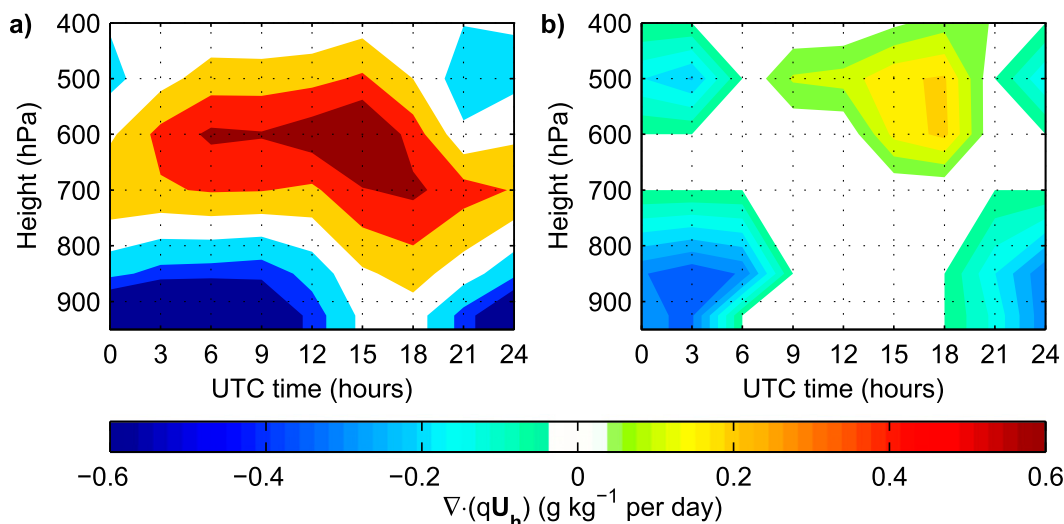 a)
400
500
600
700
800
900
Height (hPa)
0 3 6 9 12 15 18 21 24
UTC time (hours)
b)
400
500
600
700
800
900
Height (hPa)
0 3 6 9 12 15 18 21 24
UTC time (hours)
−0.6 −0.4 −0.2 0 0.2 0.4 0.6
∇·(qU_h) (g kg⁻¹ per day)